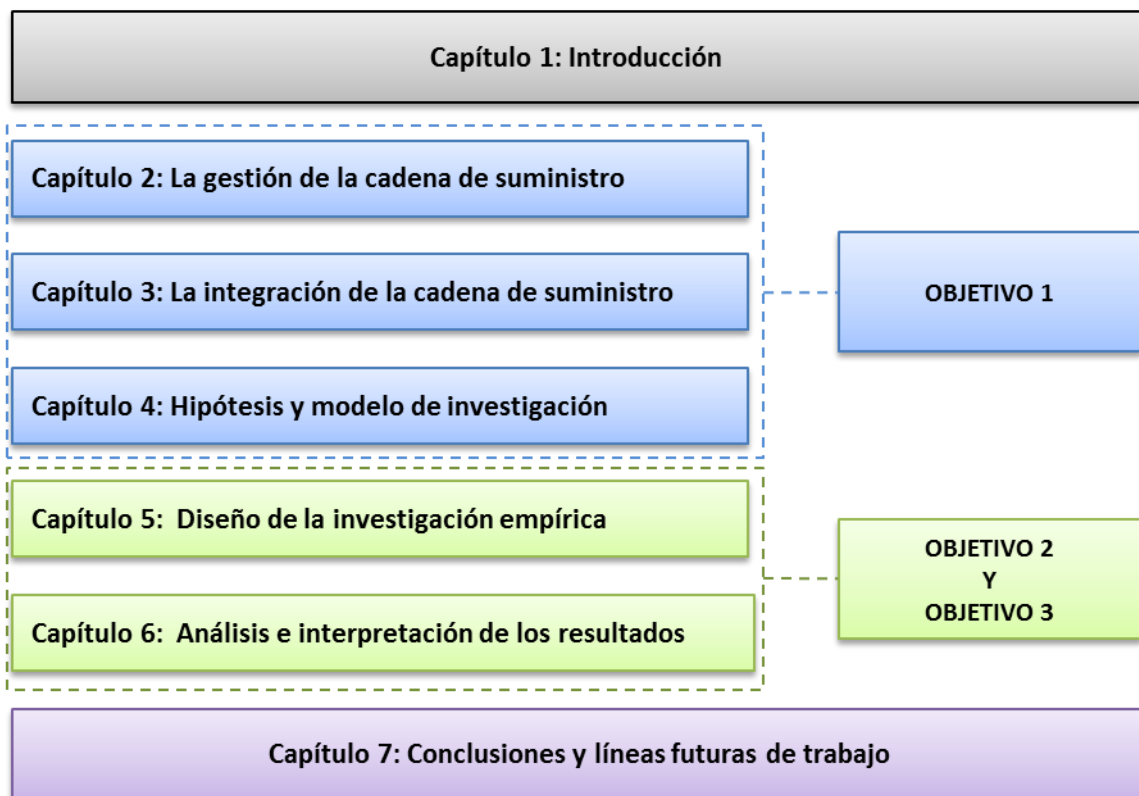 Capítulo 1: Introducción
Capítulo 2: La gestión de la cadena de suministro
Capítulo 3: La integración de la cadena de suministro
OBJETIVO 1
Capítulo 4: Hipótesis y modelo de investigación
Capítulo 5:  Diseño de la investigación empírica
OBJETIVO 2
Y
OBJETIVO 3
Capítulo 6:  Análisis e interpretación de los resultados
Capítulo 7: Conclusiones y líneas futuras de trabajo